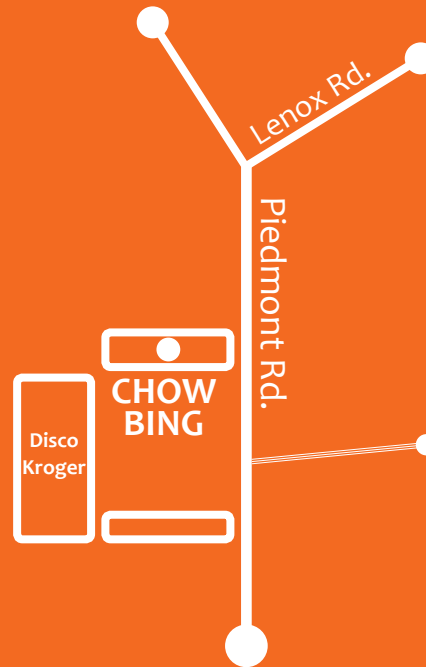 Lenox Rd.
Piedmont Rd.
CHOW
BING
Disco
Kroger